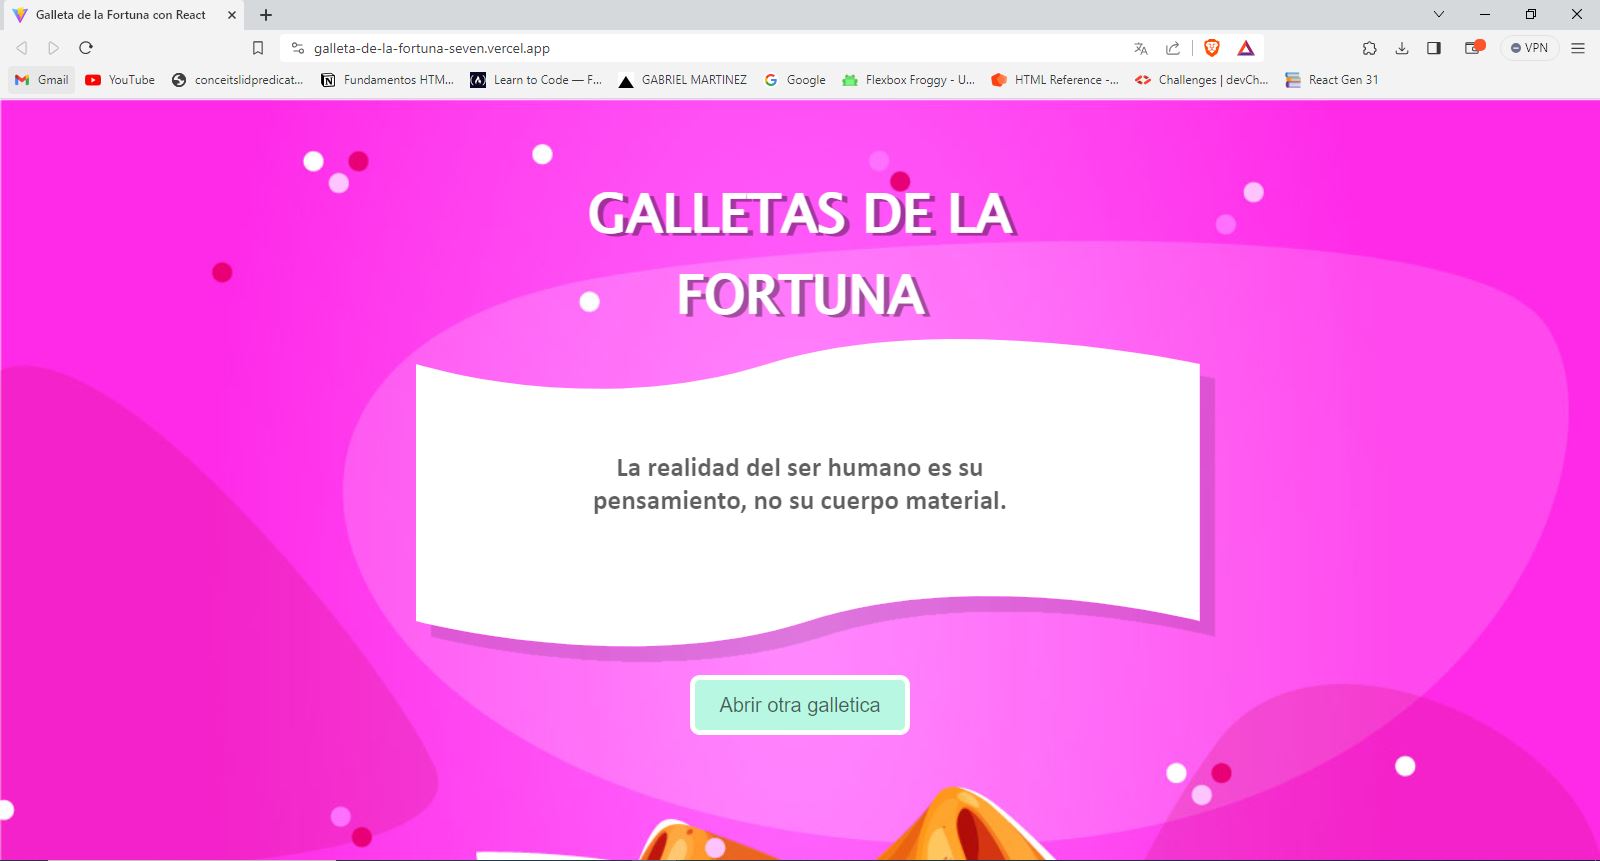 Galleta de la Fortuna con React
galleta-de-la-fortuna-seven.vercel.app
VPN
Gmail YouTube conceitslidpredicat... Fundamentos HTM... Learn to Code — F... GABRIEL MARTINEZ Google Flexbox Froggy - U... HTML Reference -... Challenges | devCh... React Gen 31
GALLETAS DE LA
FORTUNA
La realidad del ser humano es su
pensamiento, no su cuerpo material.
Abrir otra galletica